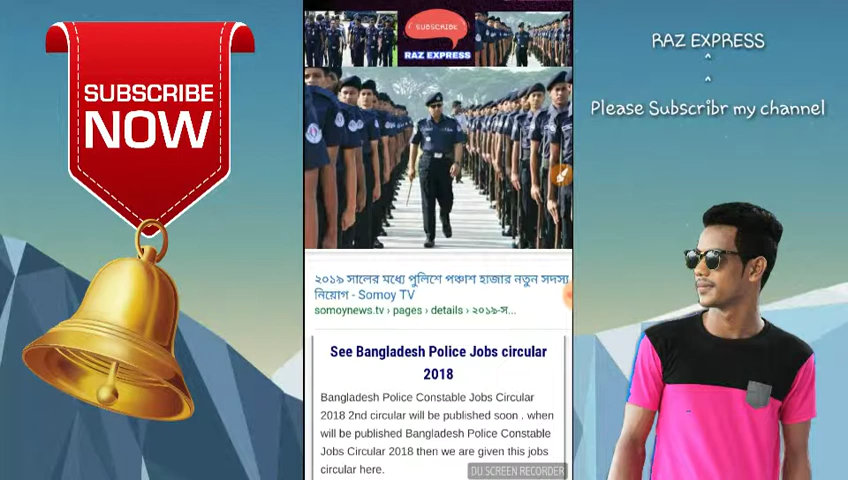 SUBSCRIBE
NOW
SUBSCRIBE
RAZ EXPRESS
২০১৯ সালের মধ্যে পুলিশে পঞ্চাশ হাজার নতুন সদস্য
নিয়োগ - Somoy TV
somoynews.tv › pages › details › ২০১৯-স...
See Bangladesh Police Jobs circular
2018
Bangladesh Police Constable Jobs Circular
2018 2nd circular will be published soon . when
will be published Bangladesh Police Constable
Jobs Circular 2018 then we are given this jobs
circular here.
DU SCREEN RECORDER
RAZ EXPRESS
^
^
Please Subscribr my channel